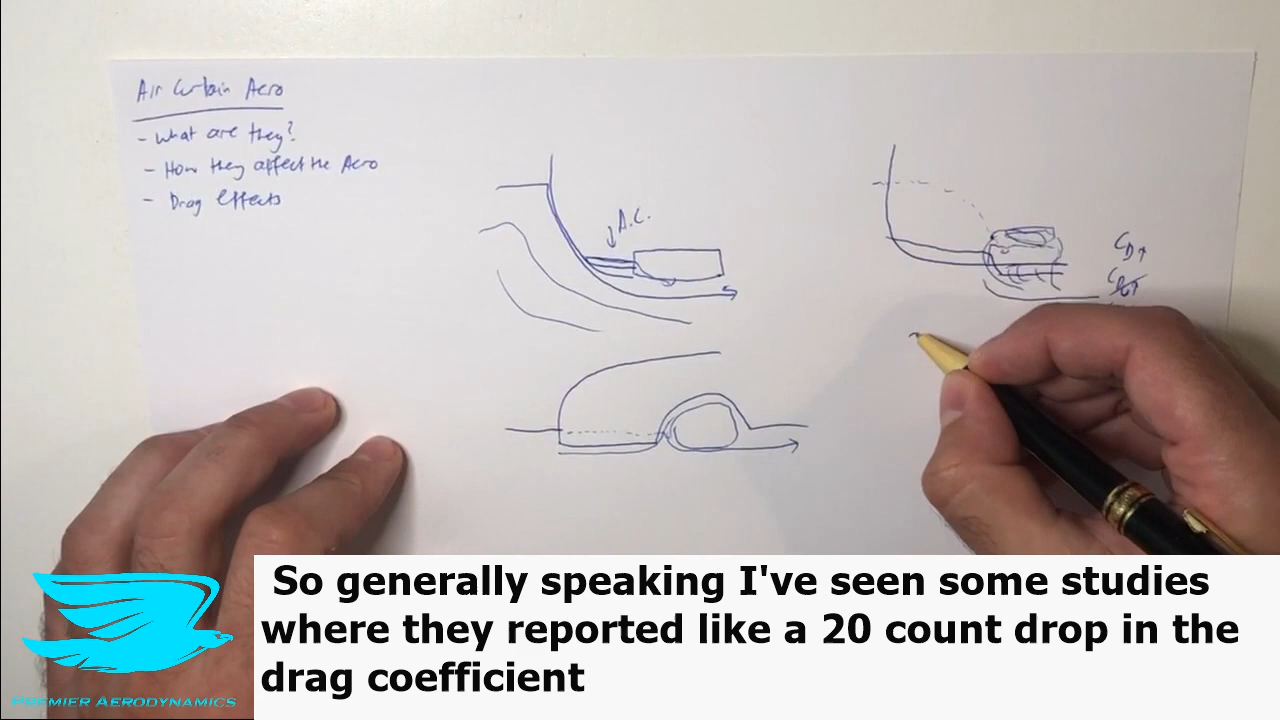 Air Curtain Aero
- What are they?
- How they affect the Aero
- Drag Effects
A.C.
CD↑
So generally speaking I've seen some studies
where they reported like a 20 count drop in the
drag coefficient
PREMIER AERODYNAMICS